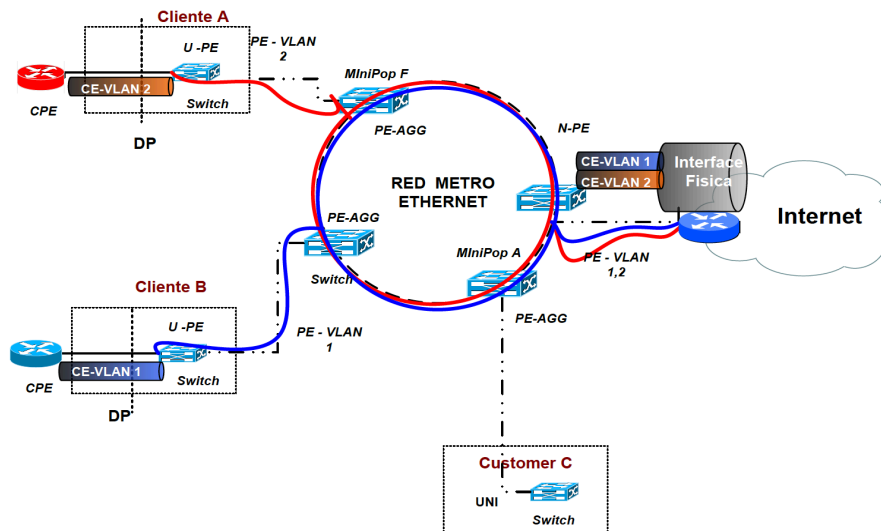 Cliente A
U -PE
PE - VLAN
2
CE-VLAN 2
CPE
Switch
DP
MIniPop F
PE-AGG
N-PE
CE-VLAN 1
CE-VLAN 2
Interface
Fisica
RED METRO
ETHERNET
Internet
PE-AGG
Switch
MIniPop A
PE - VLAN
1,2
PE-AGG
Cliente B
U -PE
PE - VLAN
1
CE-VLAN 1
CPE
Switch
DP
Customer C
UNI
Switch